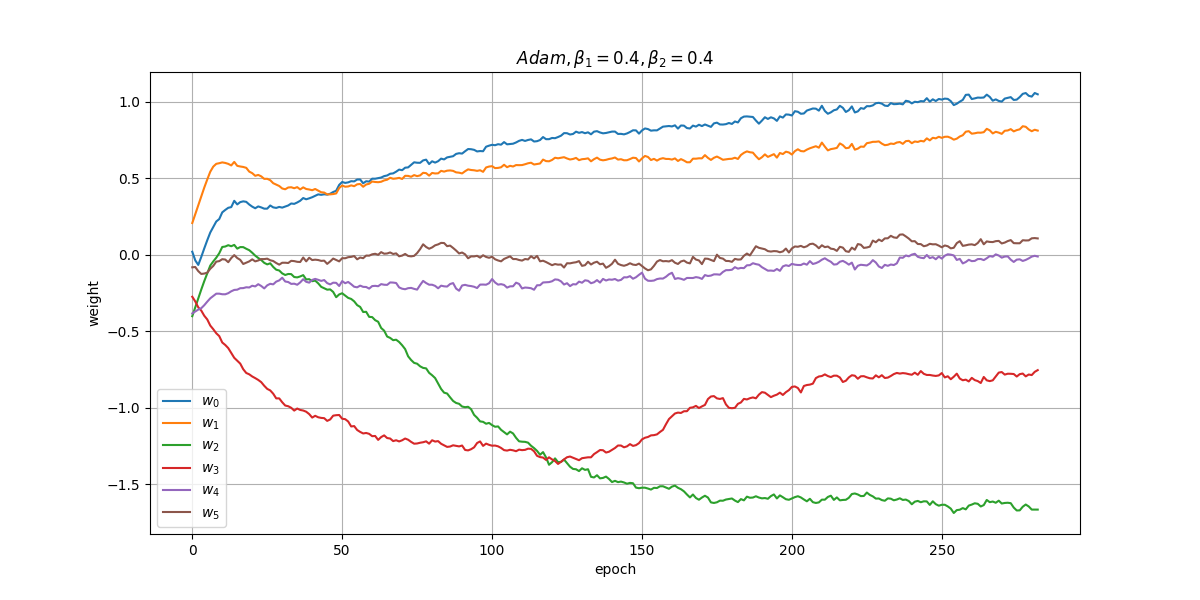 Adam, β₁ = 0.4, β₂ = 0.4
weight
1.0
0.5
0.0
−0.5
−1.0
−1.5
w₀
w₁
w₂
w₃
w₄
w₅
0 50 100 150 200 250
epoch